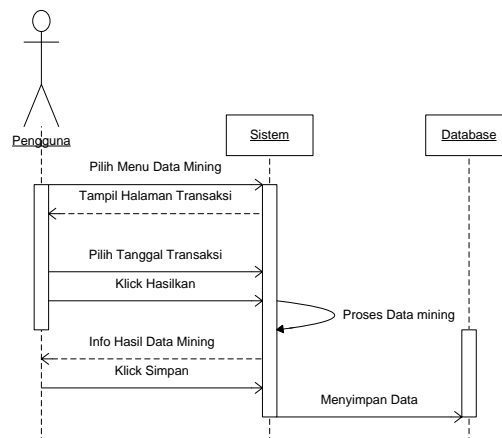 Pengguna
Sistem
Database
Pilih Menu Data Mining
Tampil Halaman Transaksi
Pilih Tanggal Transaksi
Klick Hasilkan
Proses Data mining
Info Hasil Data Mining
Klick Simpan
Menyimpan Data